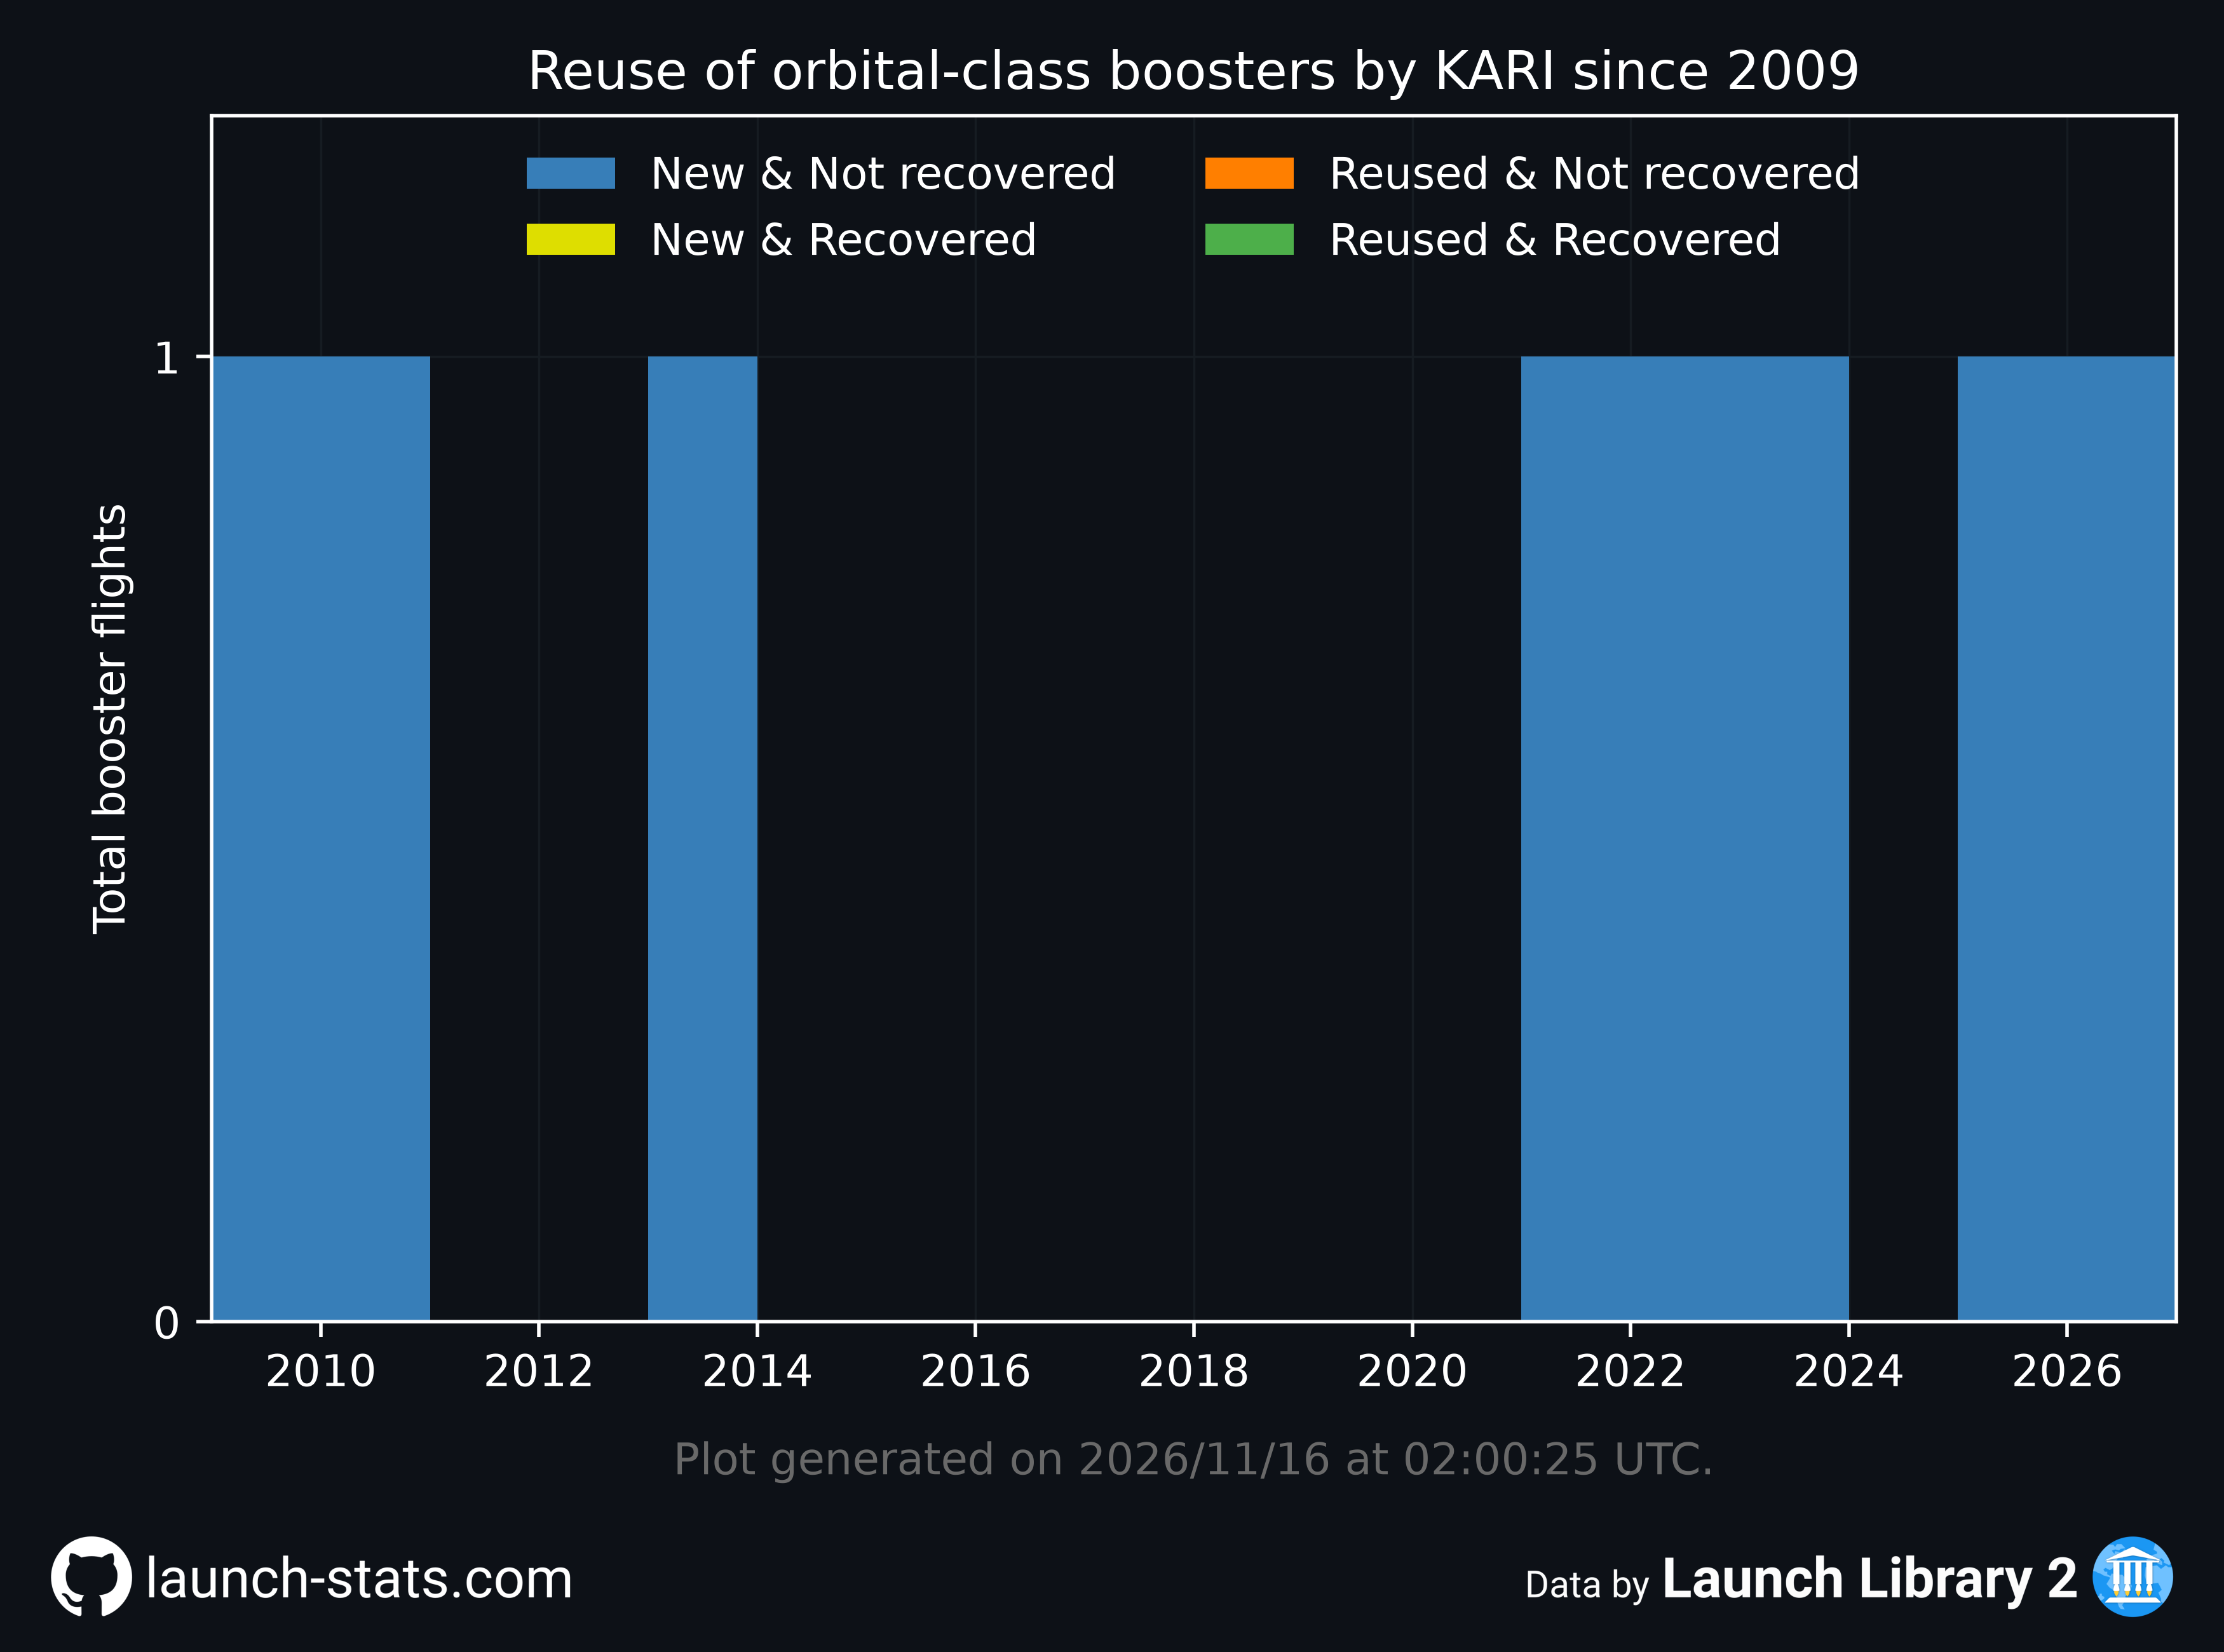 Reuse of orbital-class boosters by KARI since 2009
New & Not recovered
New & Recovered
Reused & Not recovered
Reused & Recovered
Total booster flights
1
0
2010 2012 2014 2016 2018 2020 2022 2024 2026
Plot generated on 2026/11/16 at 02:00:25 UTC.
launch-stats.com
Data by Launch Library 2